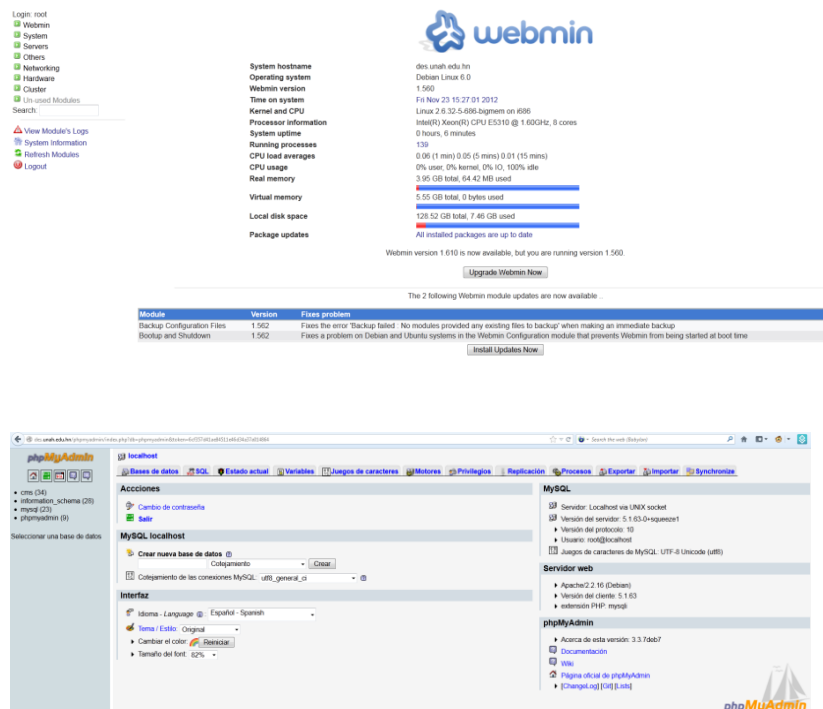 Login: root
Webmin
System
Servers
Others
Networking
Hardware
Cluster
Un-used Modules
Search:
View Module's Logs
System Information
Refresh Modules
Logout
webmin
System hostname des.unah.edu.hn
Operating system Debian Linux 6.0
Webmin version 1.560
Time on system Fri Nov 23 15:27:01 2012
Kernel and CPU Linux 2.6.32-5-686-bigmem on i686
Processor information Intel(R) Xeon(R) CPU E5310 @ 1.60GHz, 8 cores
System uptime 0 hours, 6 minutes
Running processes 139
CPU load averages 0.06 (1 min) 0.05 (5 mins) 0.01 (15 mins)
CPU usage 0% user, 0% kernel, 0% IO, 100% idle
Real memory 3.95 GB total, 64.42 MB used
Virtual memory 5.55 GB total, 0 bytes used
Local disk space 128.52 GB total, 7.46 GB used
Package updates All installed packages are up to date
Webmin version 1.610 is now available, but you are running version 1.560.
Upgrade Webmin Now
The 2 following Webmin module updates are now available ..
Module Version Fixes problem
Backup Configuration Files 1.562 Fixes the error 'Backup failed : No modules provided any existing files to backup' when making an immediate backup
Bootup and Shutdown 1.562 Fixes a problem on Debian and Ubuntu systems in the Webmin Configuration module that prevents Webmin from being started at boot time
Install Updates Now
Search the web (Babylon)
phpMyAdmin
cms (34)
information_schema (28)
mysql (23)
phpmyadmin (9)
Seleccionar una base de datos
localhost
Bases de datos SQL Estado actual Variables Juegos de caracteres Motores Privilegios Replicación Procesos Exportar Importar Synchronize
Accciones
Cambio de contraseña
Salir
MySQL localhost
Crear nueva base de datos
Cotejamiento Crear
Cotejamiento de las conexiones MySQL: utf8_general_ci
Interfaz
Idioma - Language : Español - Spanish
Tema / Estilo: Original
Cambiar el color: Reiniciar
Tamaño del font: 82%
MySQL
Servidor: Localhost via UNIX socket
Versión del servidor: 5.1.63-0+squeeze1
Versión del protocolo: 10
Usuario: root@localhost
Juegos de caracteres de MySQL: UTF-8 Unicode (utf8)
Servidor web
Apache/2.2.16 (Debian)
Versión del cliente: 5.1.63
extensión PHP: mysqli
phpMyAdmin
Acerca de esta versión: 3.3.7deb7
Documentación
Wiki
Página oficial de phpMyAdmin
[ChangeLog] [Git] [Lists]
phpMyAdmin